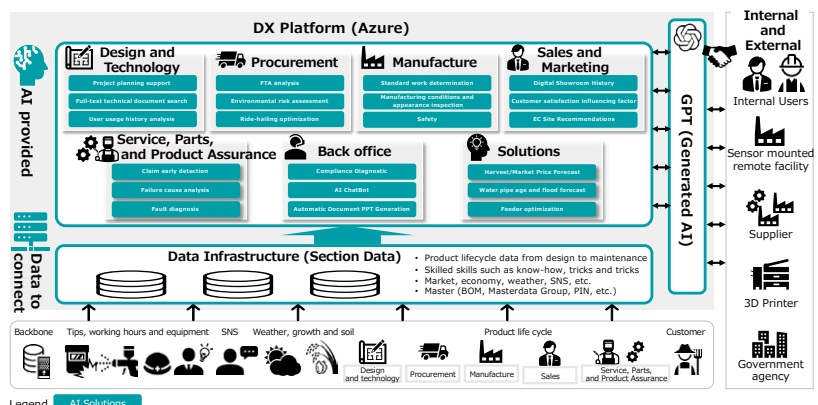 DX Platform (Azure)
AI provided
Data to
connect
Design and
Technology
Project planning support
Full-text technical document search
User usage history analysis
Procurement
FTA analysis
Environmental risk assessment
Ride-hailing optimization
Manufacture
Standard work determination
Manufacturing conditions and
appearance inspection
Safety
Sales and
Marketing
Digital Showroom History
Customer satisfaction influencing factor
EC Site Recommendations
Service, Parts,
and Product Assurance
Claim early detection
Failure cause analysis
Fault diagnosis
Back office
Compliance Diagnostic
AI ChatBot
Automatic Document PPT Generation
Solutions
Harvest/Market Price Forecast
Water pipe age and flood forecast
Feeder optimization
GPT (Generated AI)
Data Infrastructure (Section Data)
• Product lifecycle data from design to maintenance
• Skilled skills such as know-how, tricks and tricks
• Market, economy, weather, SNS, etc.
• Master (BOM, Masterdata Group, PIN, etc.)
Backbone
Tips, working hours and equipment
SNS
Weather, growth and soil
Product life cycle
Customer
Design
and technology
Procurement
Manufacture
Sales
Service, Parts,
and Product Assurance
Internal
and
External
Internal Users
Sensor mounted
remote facility
Supplier
3D Printer
Government
agency
Legend
AI Solutions